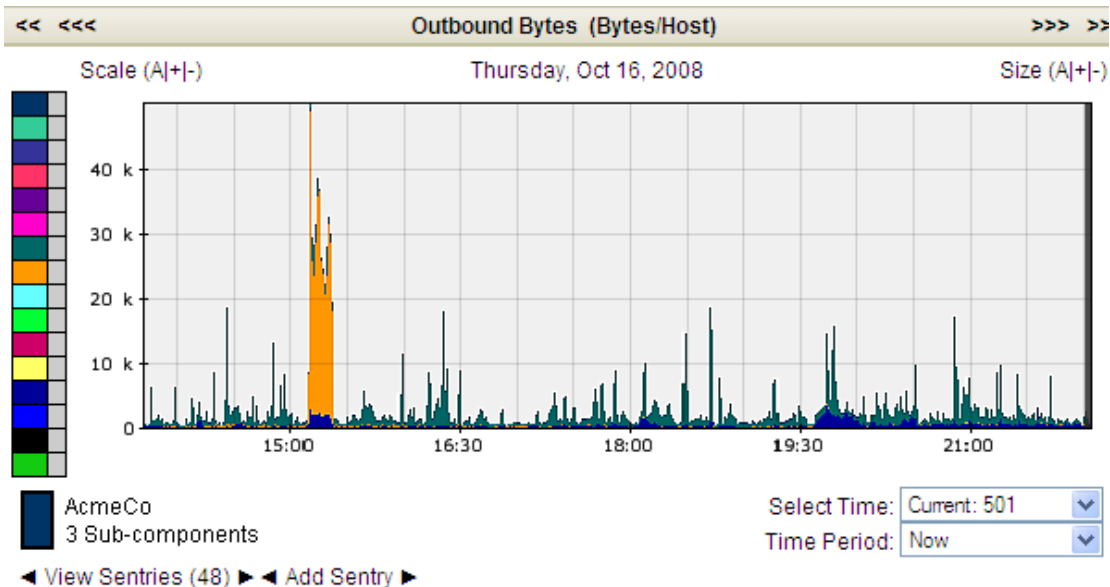 << <<< Outbound Bytes (Bytes/Host) >>> >>
Scale (A|+|-) Thursday, Oct 16, 2008 Size (A|+|-)
40 k
30 k
20 k
10 k
0
15:00 16:30 18:00 19:30 21:00
AcmeCo
3 Sub-components
Select Time: Current: 501
Time Period: Now
◄ View Sentries (48) ► ◄ Add Sentry ►